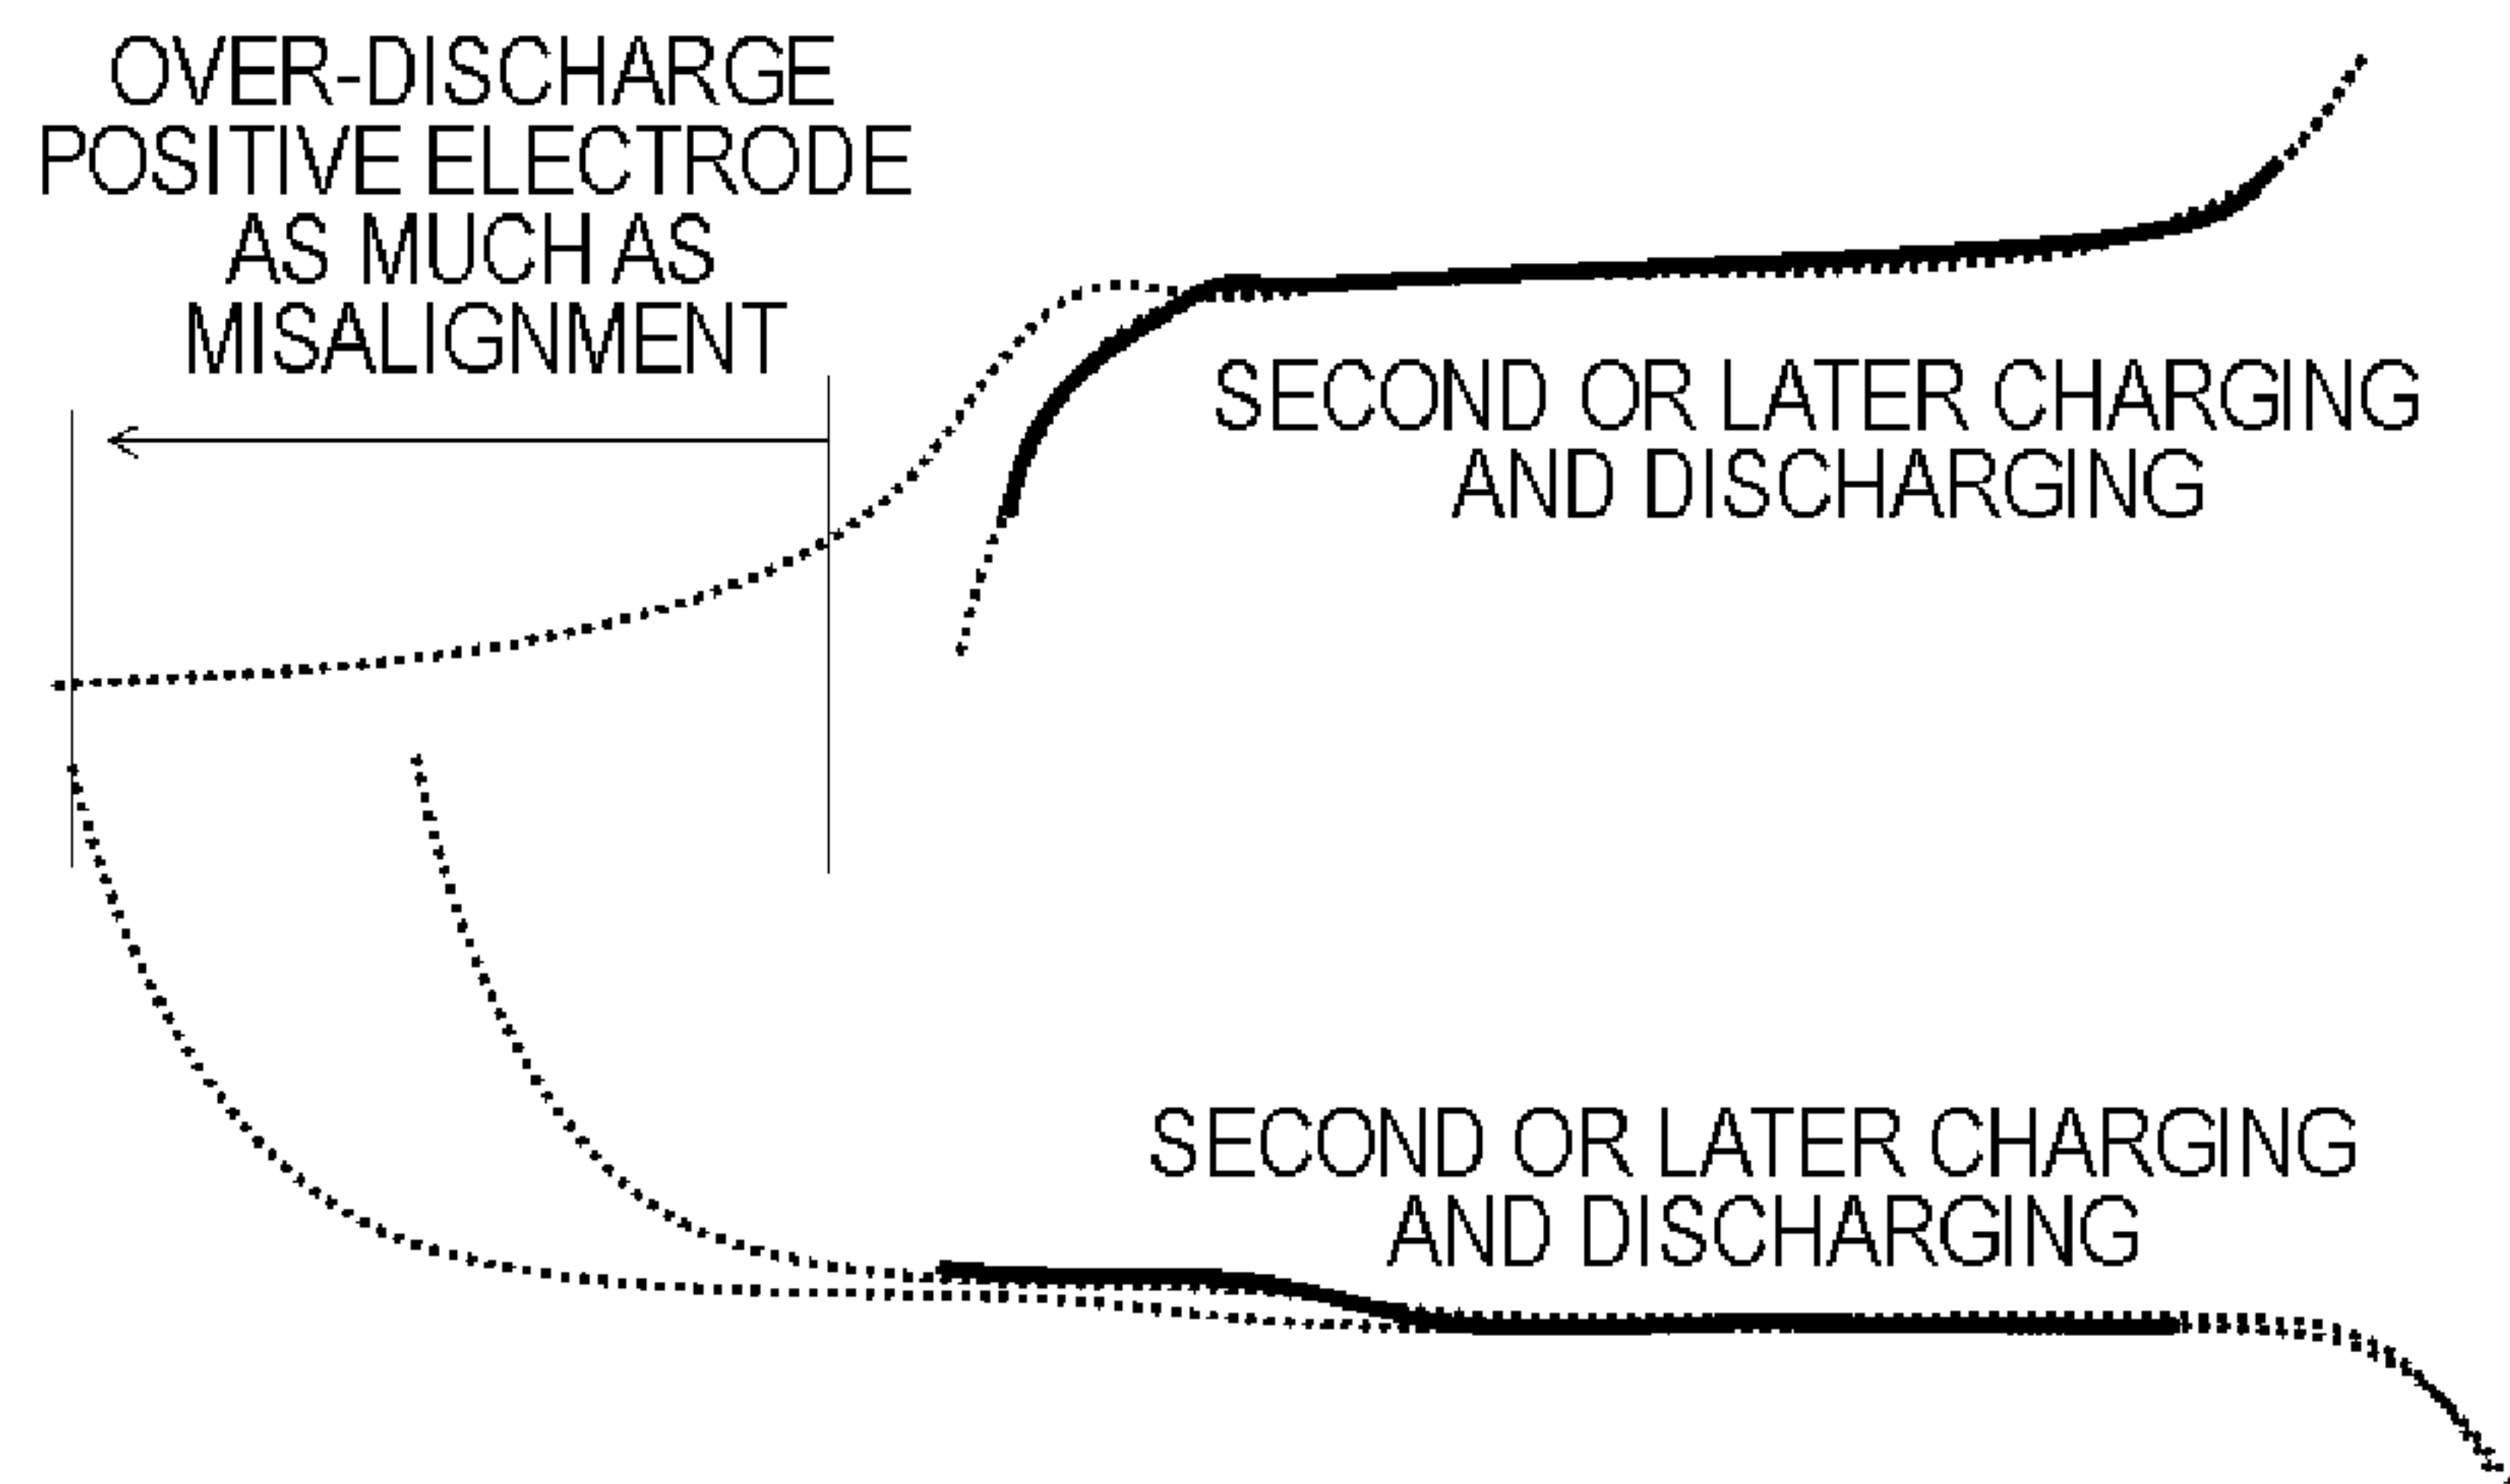 OVER-DISCHARGE
POSITIVE ELECTRODE
AS MUCH AS
MISALIGNMENT
SECOND OR LATER CHARGING
AND DISCHARGING
SECOND OR LATER CHARGING
AND DISCHARGING